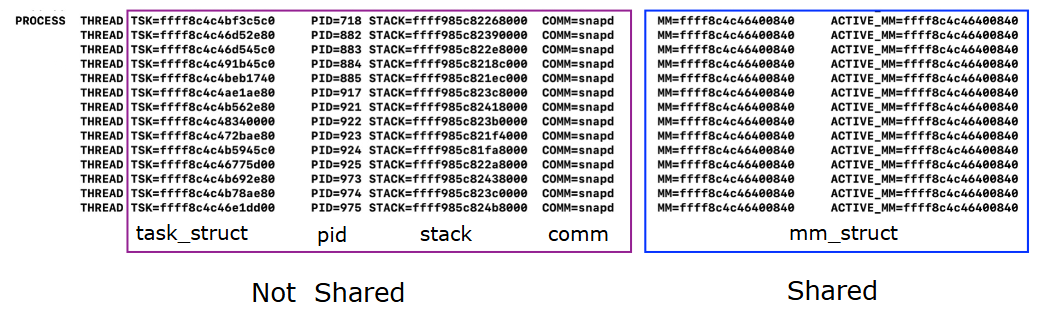 PROCESS THREAD TSK=ffff8c4c4bf3c5c0 PID=718 STACK=ffff985c82268000 COMM=snapd MM=ffff8c4c46400840 ACTIVE_MM=ffff8c4c46400840
THREAD TSK=ffff8c4c46d52e80 PID=882 STACK=ffff985c82390000 COMM=snapd MM=ffff8c4c46400840 ACTIVE_MM=ffff8c4c46400840
THREAD TSK=ffff8c4c46d545c0 PID=883 STACK=ffff985c822e8000 COMM=snapd MM=ffff8c4c46400840 ACTIVE_MM=ffff8c4c46400840
THREAD TSK=ffff8c4c491b45c0 PID=884 STACK=ffff985c8218c000 COMM=snapd MM=ffff8c4c46400840 ACTIVE_MM=ffff8c4c46400840
THREAD TSK=ffff8c4c4beb1740 PID=885 STACK=ffff985c821ec000 COMM=snapd MM=ffff8c4c46400840 ACTIVE_MM=ffff8c4c46400840
THREAD TSK=ffff8c4c4ae1ae80 PID=917 STACK=ffff985c823c8000 COMM=snapd MM=ffff8c4c46400840 ACTIVE_MM=ffff8c4c46400840
THREAD TSK=ffff8c4c4b562e80 PID=921 STACK=ffff985c82418000 COMM=snapd MM=ffff8c4c46400840 ACTIVE_MM=ffff8c4c46400840
THREAD TSK=ffff8c4c48340000 PID=922 STACK=ffff985c823b0000 COMM=snapd MM=ffff8c4c46400840 ACTIVE_MM=ffff8c4c46400840
THREAD TSK=ffff8c4c472bae80 PID=923 STACK=ffff985c821f4000 COMM=snapd MM=ffff8c4c46400840 ACTIVE_MM=ffff8c4c46400840
THREAD TSK=ffff8c4c4b5945c0 PID=924 STACK=ffff985c81fa8000 COMM=snapd MM=ffff8c4c46400840 ACTIVE_MM=ffff8c4c46400840
THREAD TSK=ffff8c4c46775d00 PID=925 STACK=ffff985c822a8000 COMM=snapd MM=ffff8c4c46400840 ACTIVE_MM=ffff8c4c46400840
THREAD TSK=ffff8c4c4b692e80 PID=973 STACK=ffff985c82438000 COMM=snapd MM=ffff8c4c46400840 ACTIVE_MM=ffff8c4c46400840
THREAD TSK=ffff8c4c4b78ae80 PID=974 STACK=ffff985c823c0000 COMM=snapd MM=ffff8c4c46400840 ACTIVE_MM=ffff8c4c46400840
THREAD TSK=ffff8c4c46e1dd00 PID=975 STACK=ffff985c824b8000 COMM=snapd MM=ffff8c4c46400840 ACTIVE_MM=ffff8c4c46400840
task_struct pid stack comm mm_struct
Not Shared Shared